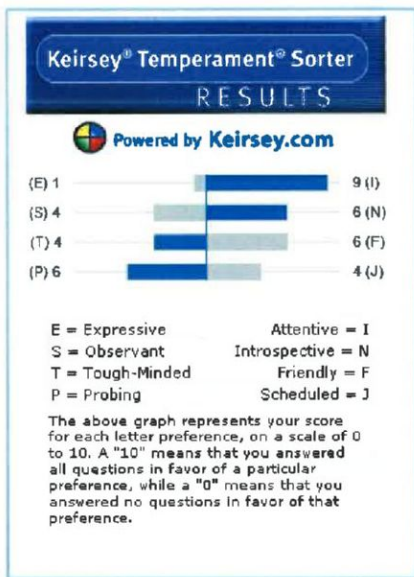 Keirsey® Temperament® Sorter
RESULTS
Powered by Keirsey.com
(E) 1 9 (I)
(S) 4 6 (N)
(T) 4 6 (F)
(P) 6 4 (J)
E = Expressive Attentive = I
S = Observant Introspective = N
T = Tough-Minded Friendly = F
P = Probing Scheduled = J
The above graph represents your score
for each letter preference, on a scale of 0
to 10. A "10" means that you answered
all questions in favor of a particular
preference, while a "0" means that you
answered no questions in favor of that
preference.